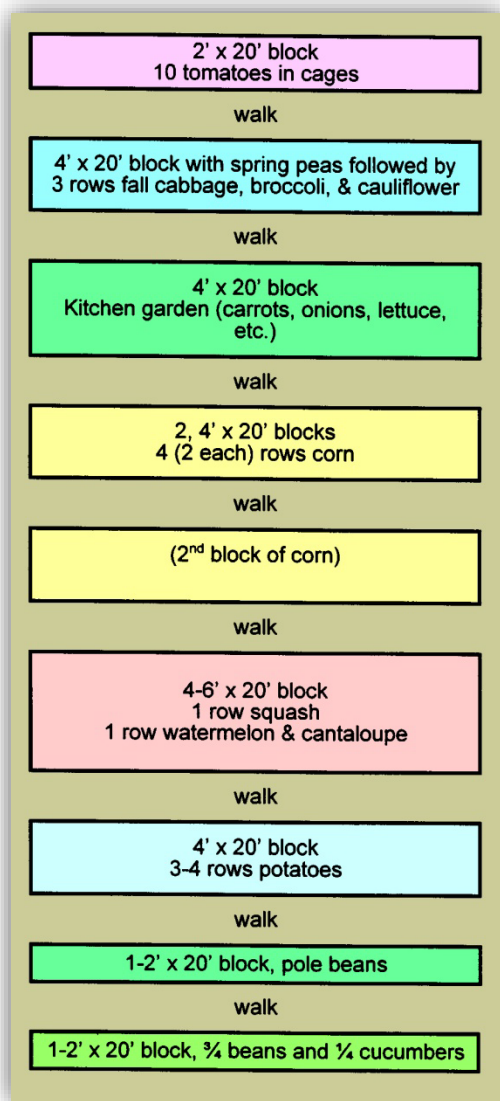 2’ x 20’ block
10 tomatoes in cages
walk
4’ x 20’ block with spring peas followed by
3 rows fall cabbage, broccoli, & cauliflower
walk
4’ x 20’ block
Kitchen garden (carrots, onions, lettuce,
etc.)
walk
2, 4’ x 20’ blocks
4 (2 each) rows corn
walk
(2nd block of corn)
walk
4-6’ x 20’ block
1 row squash
1 row watermelon & cantaloupe
walk
4’ x 20’ block
3-4 rows potatoes
walk
1-2’ x 20’ block, pole beans
walk
1-2’ x 20’ block, ¾ beans and ¼ cucumbers